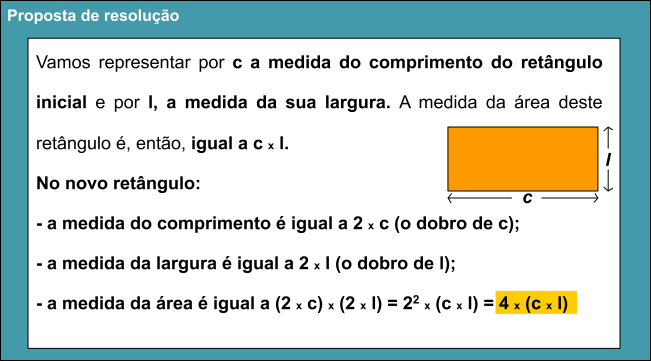 Proposta de resolução
Vamos representar por c a medida do comprimento do retângulo
inicial e por l, a medida da sua largura. A medida da área deste
retângulo é, então, igual a c x l.
l
c
No novo retângulo:
- a medida do comprimento é igual a 2 x c (o dobro de c);
- a medida da largura é igual a 2 x l (o dobro de l);
- a medida da área é igual a (2 x c) x (2 x l) = 2² x (c x l) = 4 x (c x l)